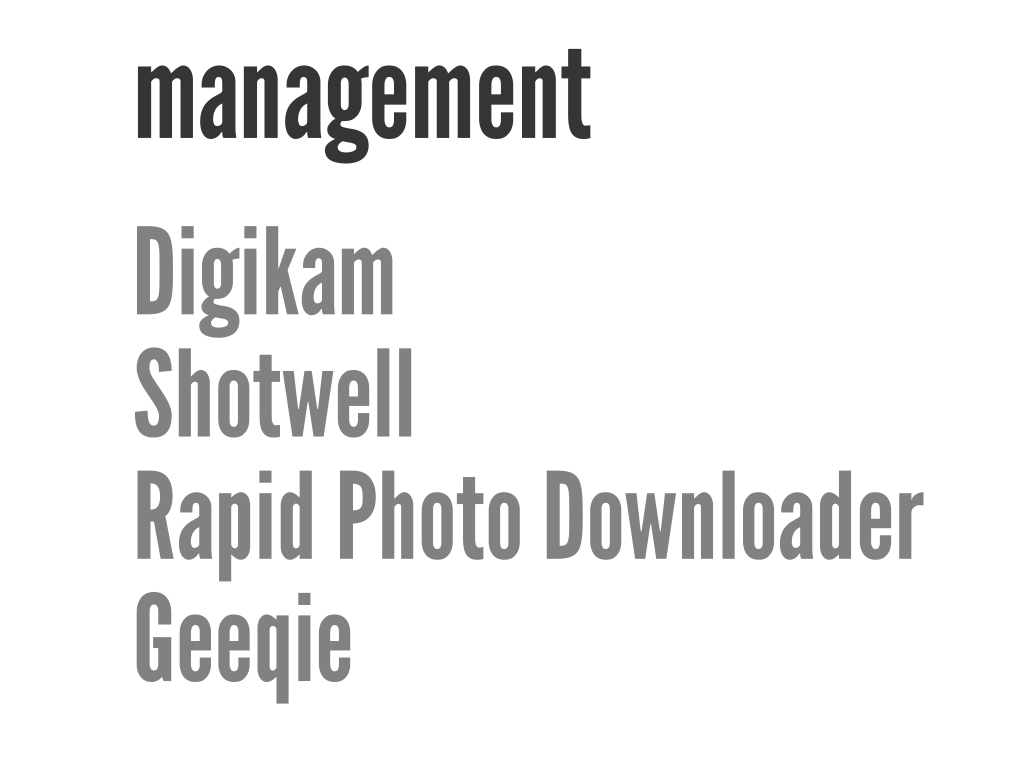 management
Digikam
Shotwell
Rapid Photo Downloader
Geeqie